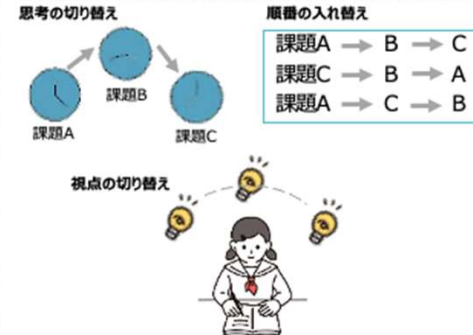 思考の切り替え
課題A
課題B
課題C
順番の入れ替え
課題A → B → C
課題C → B → A
課題A → C → B
視点の切り替え